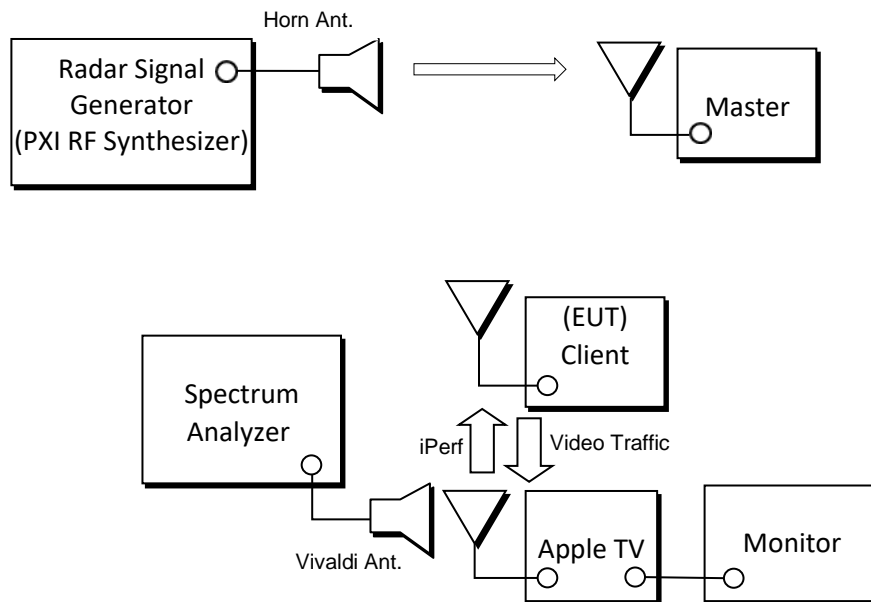 Horn Ant.
Radar Signal
Generator
(PXI RF Synthesizer)
Master
(EUT)
Client
Spectrum
Analyzer
iPerf
Video Traffic
Vivaldi Ant.
Apple TV
Monitor